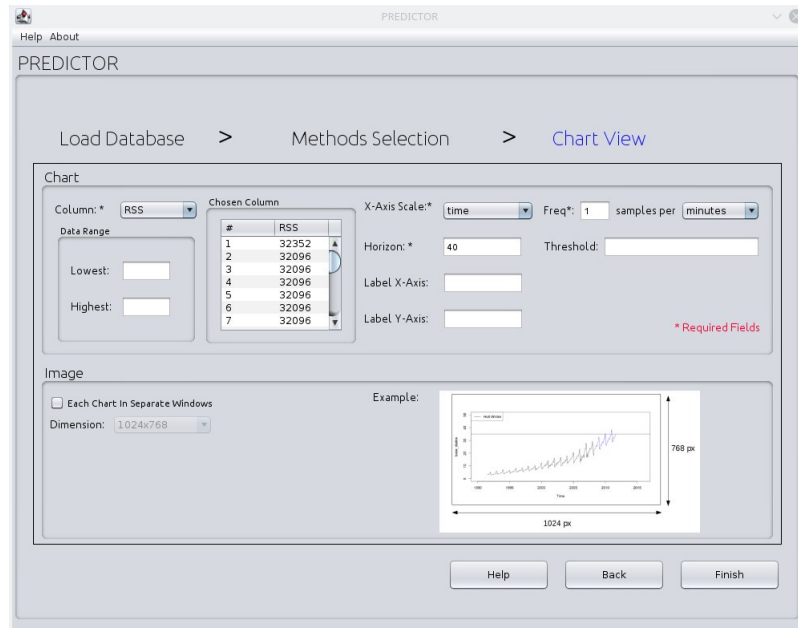 PREDICTOR
Help About
PREDICTOR
Load Database > Methods Selection > Chart View
Chart
Column: * RSS
Data Range
Lowest:
Highest:
Chosen Column
# RSS
1 32352
2 32096
3 32096
4 32096
5 32096
6 32096
7 32096
X-Axis Scale:* time
Freq*: 1 samples per minutes
Horizon: * 40
Threshold:
Label X-Axis:
Label Y-Axis:
* Required Fields
Image
Each Chart In Separate Windows
Dimension: 1024x768
Example:
768 px
Time
1024 px
Help Back Finish